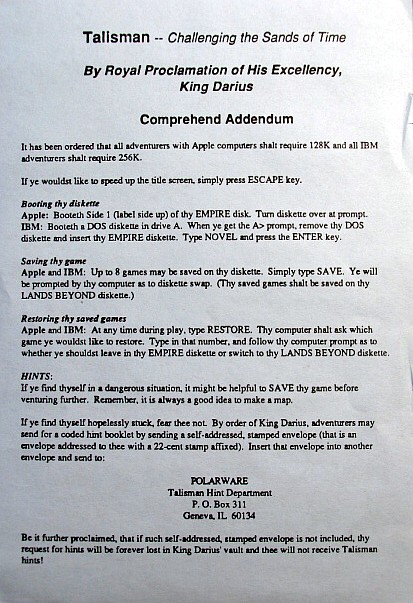 Talisman -- Challenging the Sands of Time
By Royal Proclamation of His Excellency,
King Darius
Comprehend Addendum
It has been ordered that all adventurers with Apple computers shalt require 128K and all IBM
adventurers shalt require 256K.
If ye wouldst like to speed up the title screen, simply press ESCAPE key.
Booting thy diskette
Apple: Booteth Side 1 (label side up) of thy EMPIRE disk. Turn diskette over at prompt.
IBM: Booteth a DOS diskette in drive A. When ye get the A> prompt, remove thy DOS
diskette and insert thy EMPIRE diskette. Type NOVEL and press the ENTER key.
Saving thy game
Apple and IBM: Up to 8 games may be saved on thy diskette. Simply type SAVE. Ye will
be prompted by thy computer as to diskette swap. (Thy saved games shalt be saved on thy
LANDS BEYOND diskette.)
Restoring thy saved games
Apple and IBM: At any time during play, type RESTORE. Thy computer shalt ask which
game ye wouldst like to restore. Type in that number, and follow thy computer prompt as to
whether ye shouldst leave in thy EMPIRE diskette or switch to thy LANDS BEYOND diskette.
HINTS:
If ye find thyself in a dangerous situation, it might be helpful to SAVE thy game before
venturing further. Remember, it is always a good idea to make a map.
If ye find thyself hopelessly stuck, fear thee not. By order of King Darius, adventurers may
send for a coded hint booklet by sending a self-addressed, stamped envelope (that is an
envelope addressed to thee with a 22-cent stamp affixed). Insert that envelope into another
envelope and send to:
POLARWARE
Talisman Hint Department
P. O. Box 311
Geneva, IL 60134
Be it further proclaimed, that if such self-addressed, stamped envelope is not included, thy
request for hints will be forever lost in King Darius' vault and thee will not receive Talisman
hints!